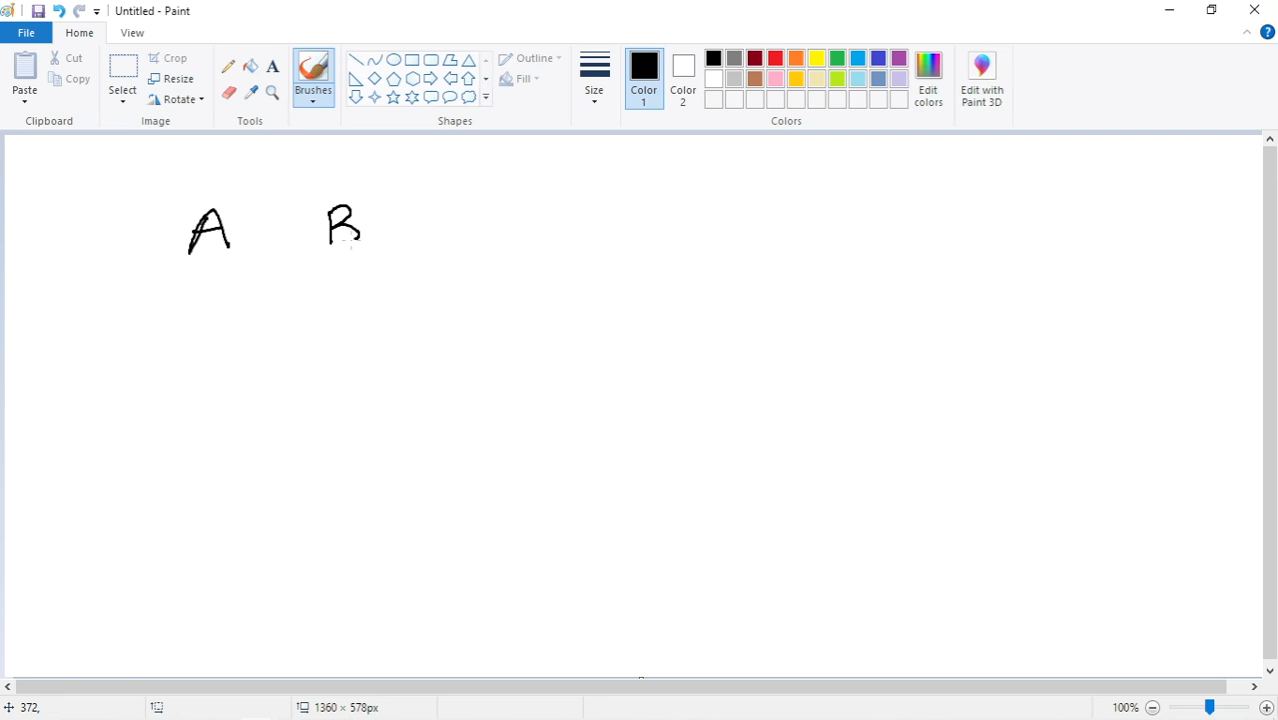 Untitled - Paint
File Home View
Paste
Cut
Copy
Clipboard
Select
Crop
Resize
Rotate
Image
Tools
Brushes
Shapes
Outline
Fill
Size
Color 1
Color 2
Edit colors
Colors
Edit with Paint 3D
A B
372,
1360 × 578px
100%